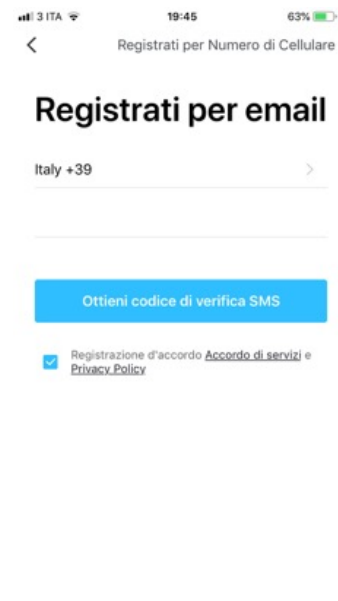 3 ITA 19:45 63%
Registrati per Numero di Cellulare
Registrati per email
Italy +39
Ottieni codice di verifica SMS
Registrazione d'accordo Accordo di servizi e
Privacy Policy